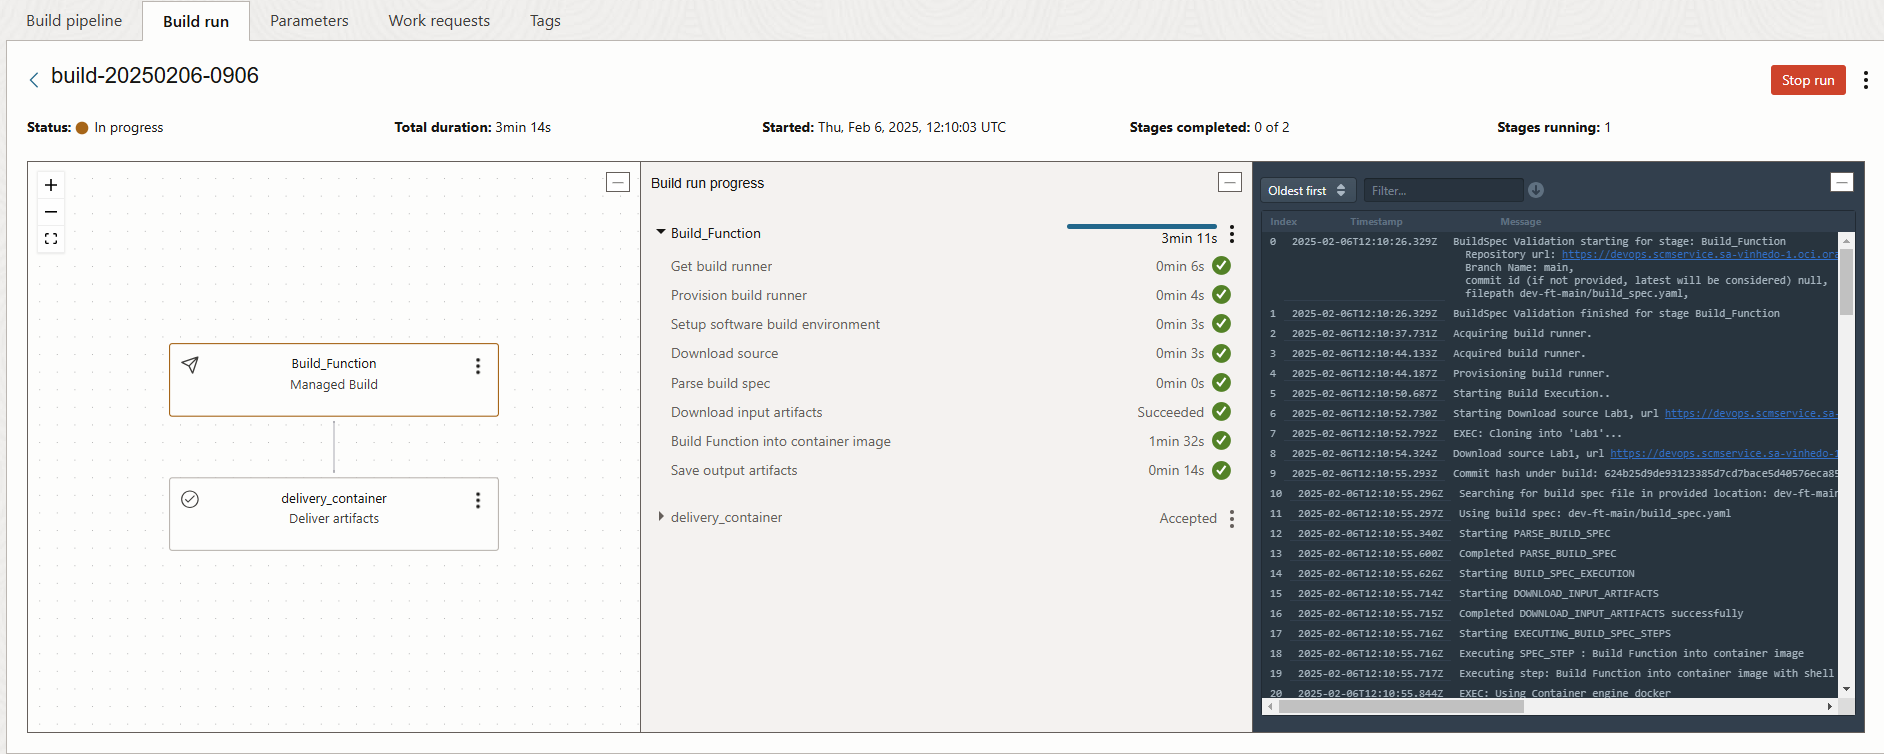 Build pipeline Build run Parameters Work requests Tags
build-20250206-0906
Stop run
Status: In progress Total duration: 3min 14s Started: Thu, Feb 6, 2025, 12:10:03 UTC Stages completed: 0 of 2 Stages running: 1
Build_Function
Managed Build
delivery_container
Deliver artifacts
Build run progress
Build_Function 3min 11s
Get build runner 0min 6s
Provision build runner 0min 4s
Setup software build environment 0min 3s
Download source 0min 3s
Parse build spec 0min 0s
Download input artifacts Succeeded
Build Function into container image 1min 32s
Save output artifacts 0min 14s
delivery_container Accepted
Oldest first Filter...
Index Timestamp Message
0 2025-02-06T12:10:26.329Z BuildSpec Validation starting for stage: Build_Function
Repository url: https://devops.scmservice.sa-vinhedo-1.oci.ora
Branch Name: main,
commit id (if not provided, latest will be considered) null,
filepath dev-ft-main/build_spec.yaml,
1 2025-02-06T12:10:26.329Z BuildSpec Validation finished for stage Build_Function
2 2025-02-06T12:10:37.731Z Acquiring build runner.
3 2025-02-06T12:10:44.133Z Acquired build runner.
4 2025-02-06T12:10:44.187Z Provisioning build runner.
5 2025-02-06T12:10:50.687Z Starting Build Execution..
6 2025-02-06T12:10:52.730Z Starting Download source Lab1, url https://devops.scmservice.sa-
7 2025-02-06T12:10:52.792Z EXEC: Cloning into 'Lab1'...
8 2025-02-06T12:10:54.324Z Download source Lab1, url https://devops.scmservice.sa-vinhedo-1
9 2025-02-06T12:10:55.293Z Commit hash under build: 624b25d9de93123385d7cd7bace5d40576eca85
10 2025-02-06T12:10:55.296Z Searching for build spec file in provided location: dev-ft-main
11 2025-02-06T12:10:55.297Z Using build spec: dev-ft-main/build_spec.yaml
12 2025-02-06T12:10:55.340Z Starting PARSE_BUILD_SPEC
13 2025-02-06T12:10:55.600Z Completed PARSE_BUILD_SPEC
14 2025-02-06T12:10:55.626Z Starting BUILD_SPEC_EXECUTION
15 2025-02-06T12:10:55.714Z Starting DOWNLOAD_INPUT_ARTIFACTS
16 2025-02-06T12:10:55.715Z Completed DOWNLOAD_INPUT_ARTIFACTS successfully
17 2025-02-06T12:10:55.716Z Starting EXECUTING_BUILD_SPEC_STEPS
18 2025-02-06T12:10:55.716Z Executing SPEC_STEP : Build Function into container image
19 2025-02-06T12:10:55.717Z Executing step: Build Function into container image with shell
20 2025-02-06T12:10:55.844Z EXEC: Using Container engine docker